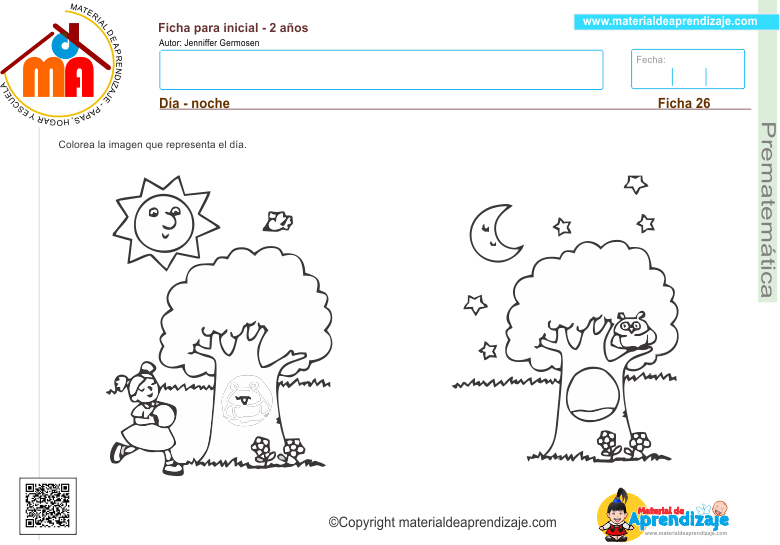 MATERIAL DE APRENDIZAJE · PAPAS, HOGAR Y ESCUELA
mdA
Ficha para inicial - 2 años
Autor: Jenniffer Germosen
www.materialdeaprendizaje.com
Fecha:
Día - noche
Ficha 26
Prematemática
Colorea la imagen que representa el día.
©Copyright materialdeaprendizaje.com
Material de
Aprendizaje
www.materialdeaprendizaje.com